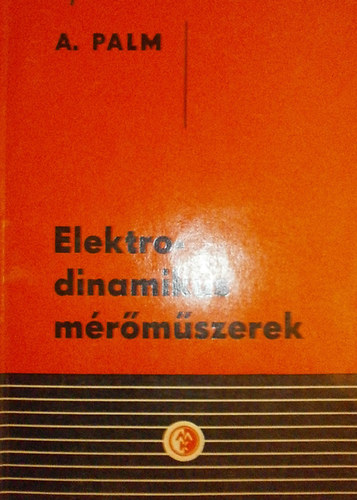 A. PALM
Elektro-
dinamikus
mérőműszerek